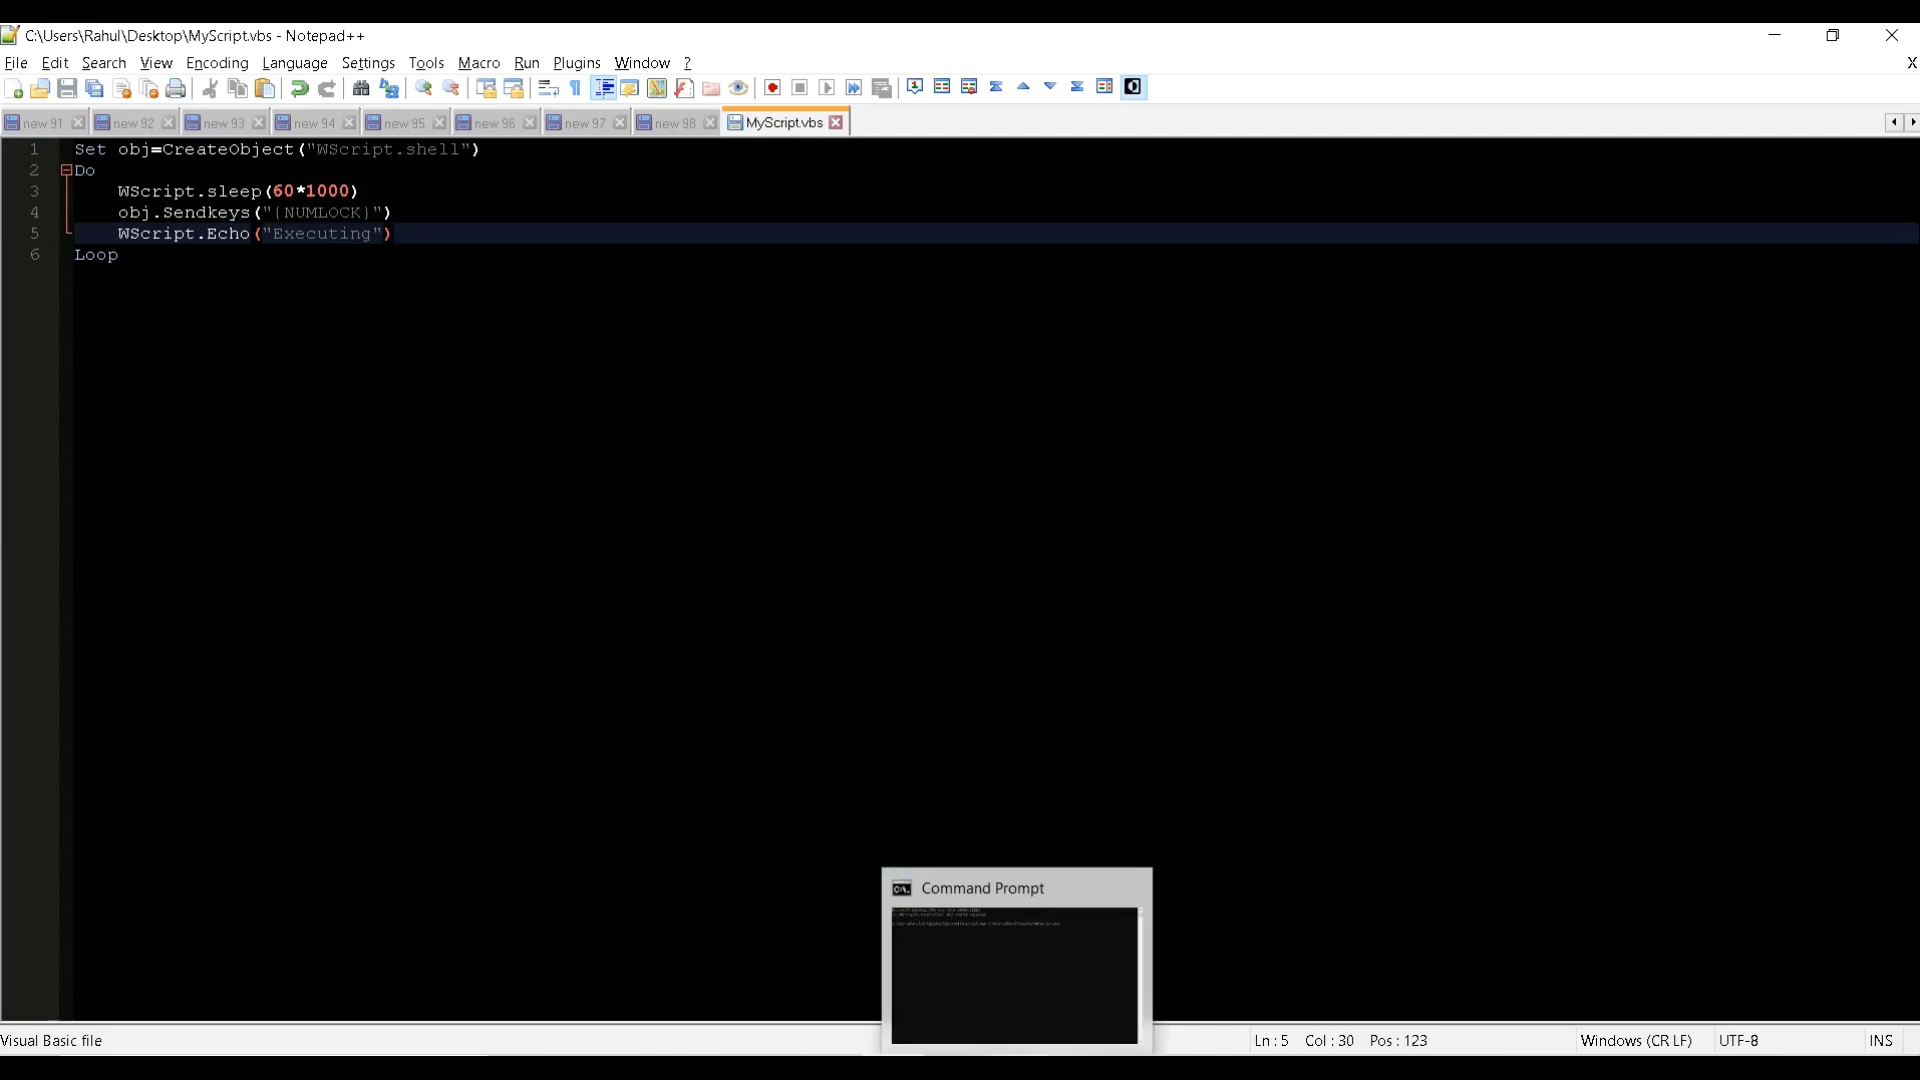 C:\Users\Rahul\Desktop\MyScript.vbs - Notepad++
File Edit Search View Encoding Language Settings Tools Macro Run Plugins Window ? X
new 91 new 92 new 93 new 94 new 95 new 96 new 97 new 98 MyScript.vbs
1 Set obj=CreateObject("WScript.shell")
2 Do
3 WScript.sleep(60*1000)
4 obj.Sendkeys("{NUMLOCK}")
5 WScript.Echo("Executing")
6 Loop
Command Prompt
Visual Basic file Ln : 5 Col : 30 Pos : 123 Windows (CR LF) UTF-8 INS